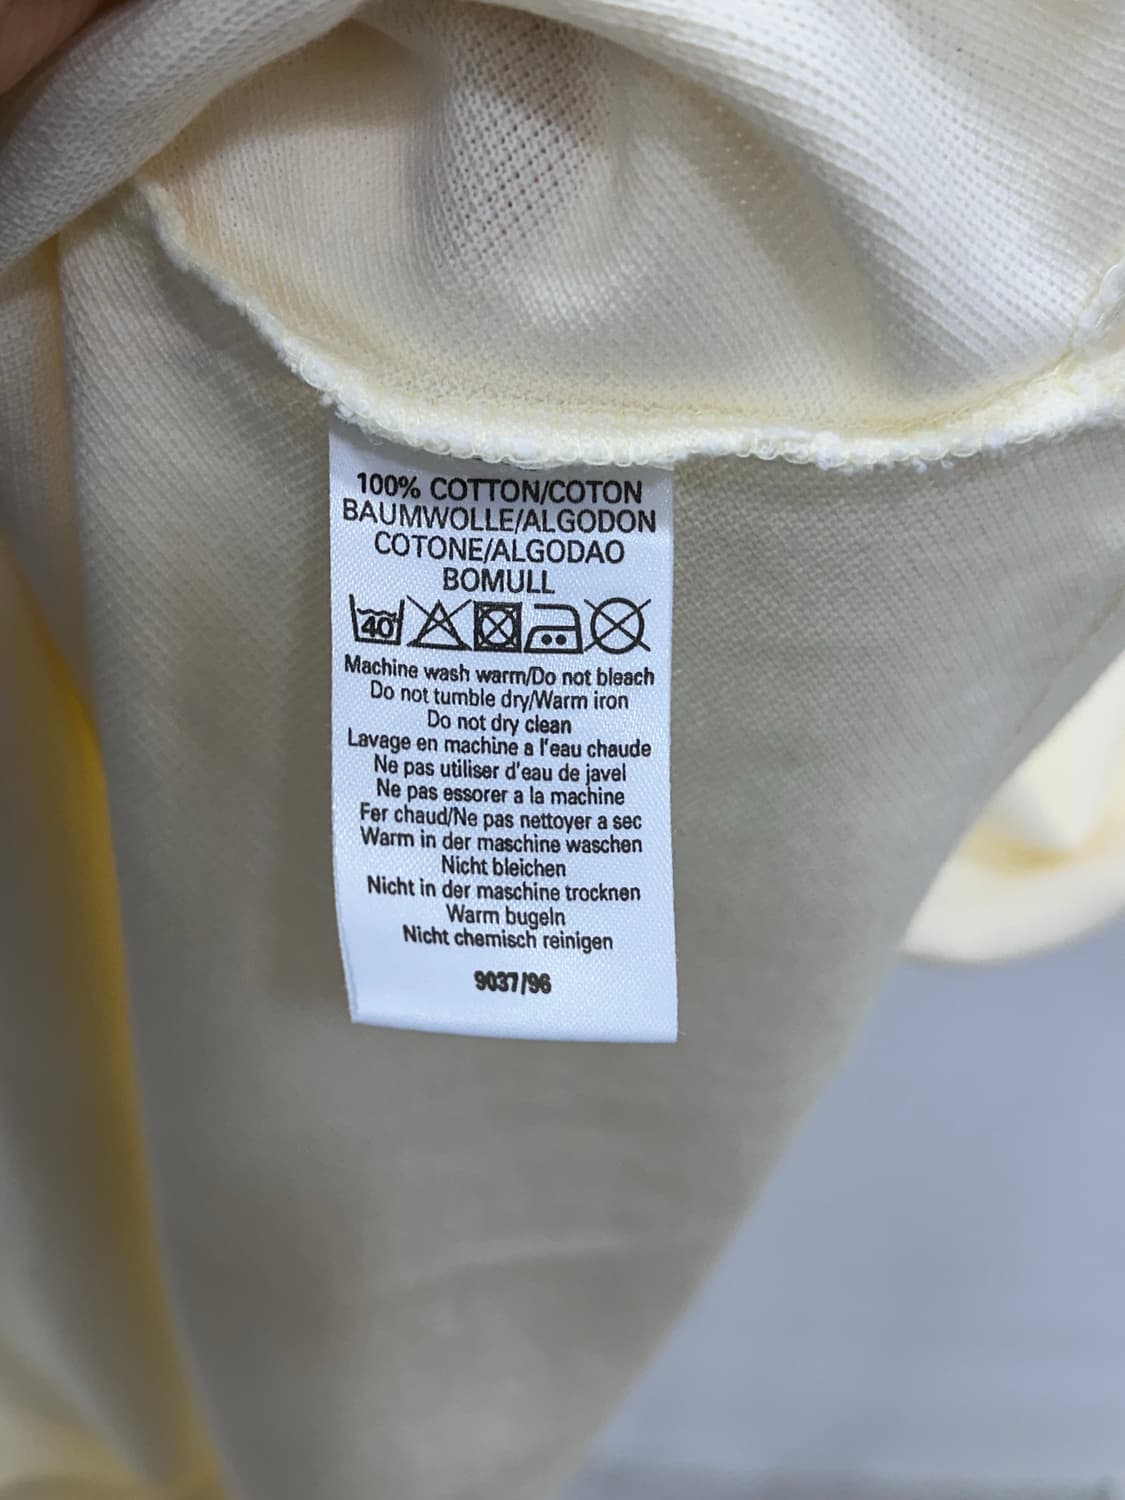 100% COTTON/COTON
BAUMWOLLE/ALGODON
COTONE/ALGODAO
BOMULL
40
Machine wash warm/Do not bleach
Do not tumble dry/Warm iron
Do not dry clean
Lavage en machine a l'eau chaude
Ne pas utiliser d'eau de javel
Ne pas essorer a la machine
Fer chaud/Ne pas nettoyer a sec
Warm in der maschine waschen
Nicht bleichen
Nicht in der maschine trocknen
Warm bugeln
Nicht chemisch reinigen
9037/96